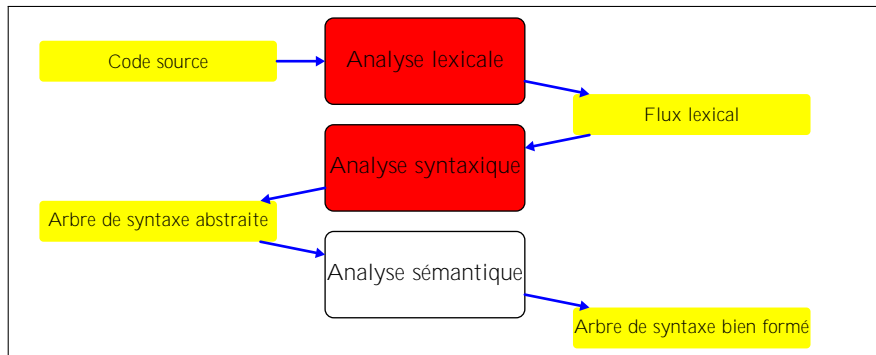 Code source
Analyse lexicale
Flux lexical
Analyse syntaxique
Arbre de syntaxe abstraite
Analyse sémantique
Arbre de syntaxe bien formé